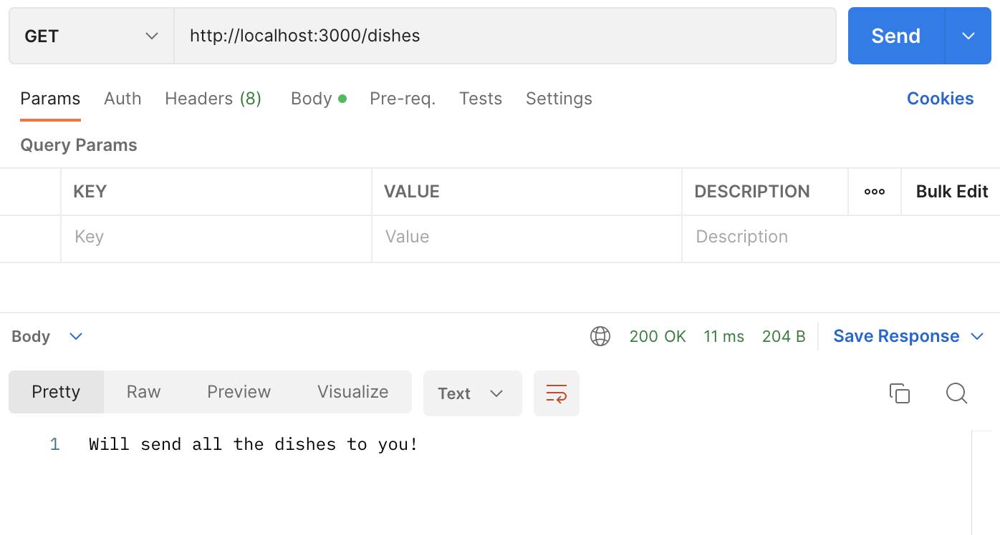 GET http://localhost:3000/dishes Send
Params Auth Headers (8) Body Pre-req. Tests Settings Cookies
Query Params
KEY VALUE DESCRIPTION Bulk Edit
Key Value Description
Body 200 OK 11 ms 204 B Save Response
Pretty Raw Preview Visualize Text
1 Will send all the dishes to you!